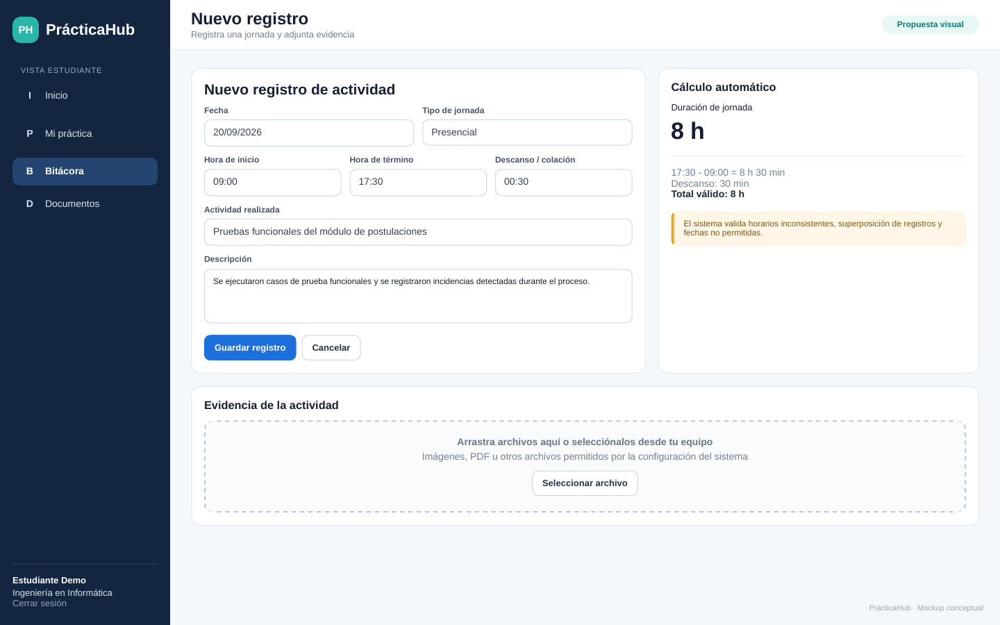 PH PrácticaHub
VISTA ESTUDIANTE
I Inicio
P Mi práctica
B Bitácora
D Documentos
Estudiante Demo
Ingeniería en Informática
Cerrar sesión
Nuevo registro
Registra una jornada y adjunta evidencia
Propuesta visual
Nuevo registro de actividad
Fecha Tipo de jornada
20/09/2026 Presencial
Hora de inicio Hora de término Descanso / colación
09:00 17:30 00:30
Actividad realizada
Pruebas funcionales del módulo de postulaciones
Descripción
Se ejecutaron casos de prueba funcionales y se registraron incidencias detectadas durante el proceso.
Guardar registro Cancelar
Cálculo automático
Duración de jornada
8 h
17:30 - 09:00 = 8 h 30 min
Descanso: 30 min
Total válido: 8 h
El sistema valida horarios inconsistentes, superposición de registros y
fechas no permitidas.
Evidencia de la actividad
Arrastra archivos aquí o selecciónalos desde tu equipo
Imágenes, PDF u otros archivos permitidos por la configuración del sistema
Seleccionar archivo
PrácticaHub · Mockup conceptual